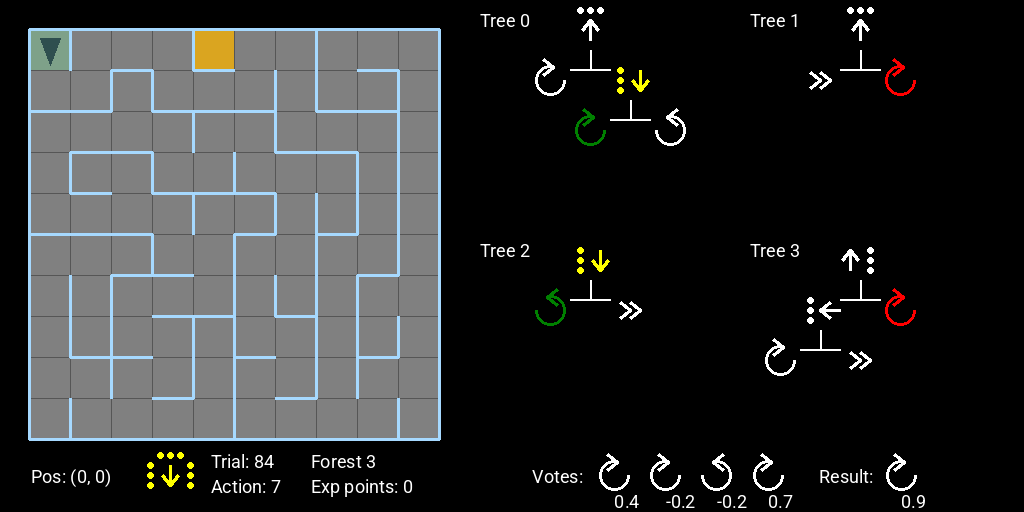 Tree 0
Tree 1
Tree 2
Tree 3
Pos: (0, 0)
Trial: 84
Forest 3
Action: 7
Exp points: 0
Votes:
0.4
-0.2
-0.2
0.7
Result:
0.9